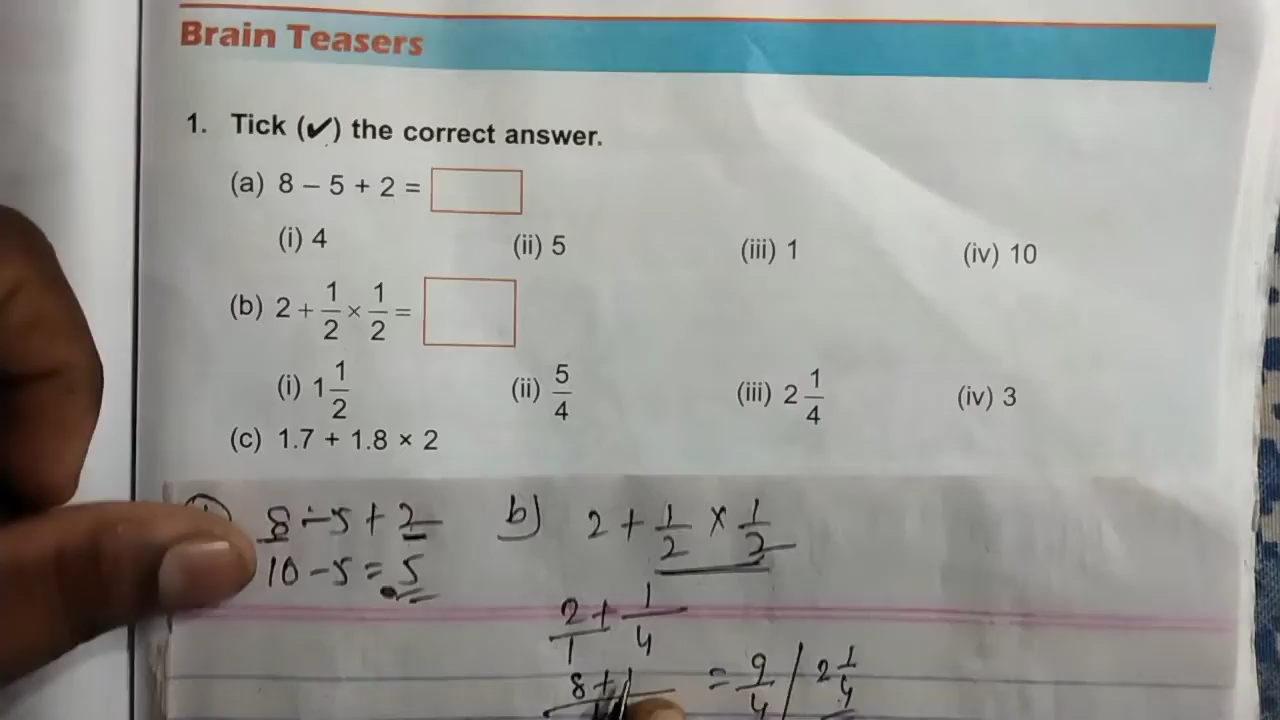 Brain Teasers
1. Tick (✔) the correct answer.
(a) 8 – 5 + 2 =
(i) 4 (ii) 5 (iii) 1 (iv) 10
(b) 2 + 1/2 × 1/2 =
(i) 1 1/2 (ii) 5/4 (iii) 2 1/4 (iv) 3
(c) 1.7 + 1.8 × 2
8 – 5 + 2 b) 2 + 1/2 × 1/2
10 – 5 = 5
2/1 + 1/4
8 + = 9/4 / 2 1/4